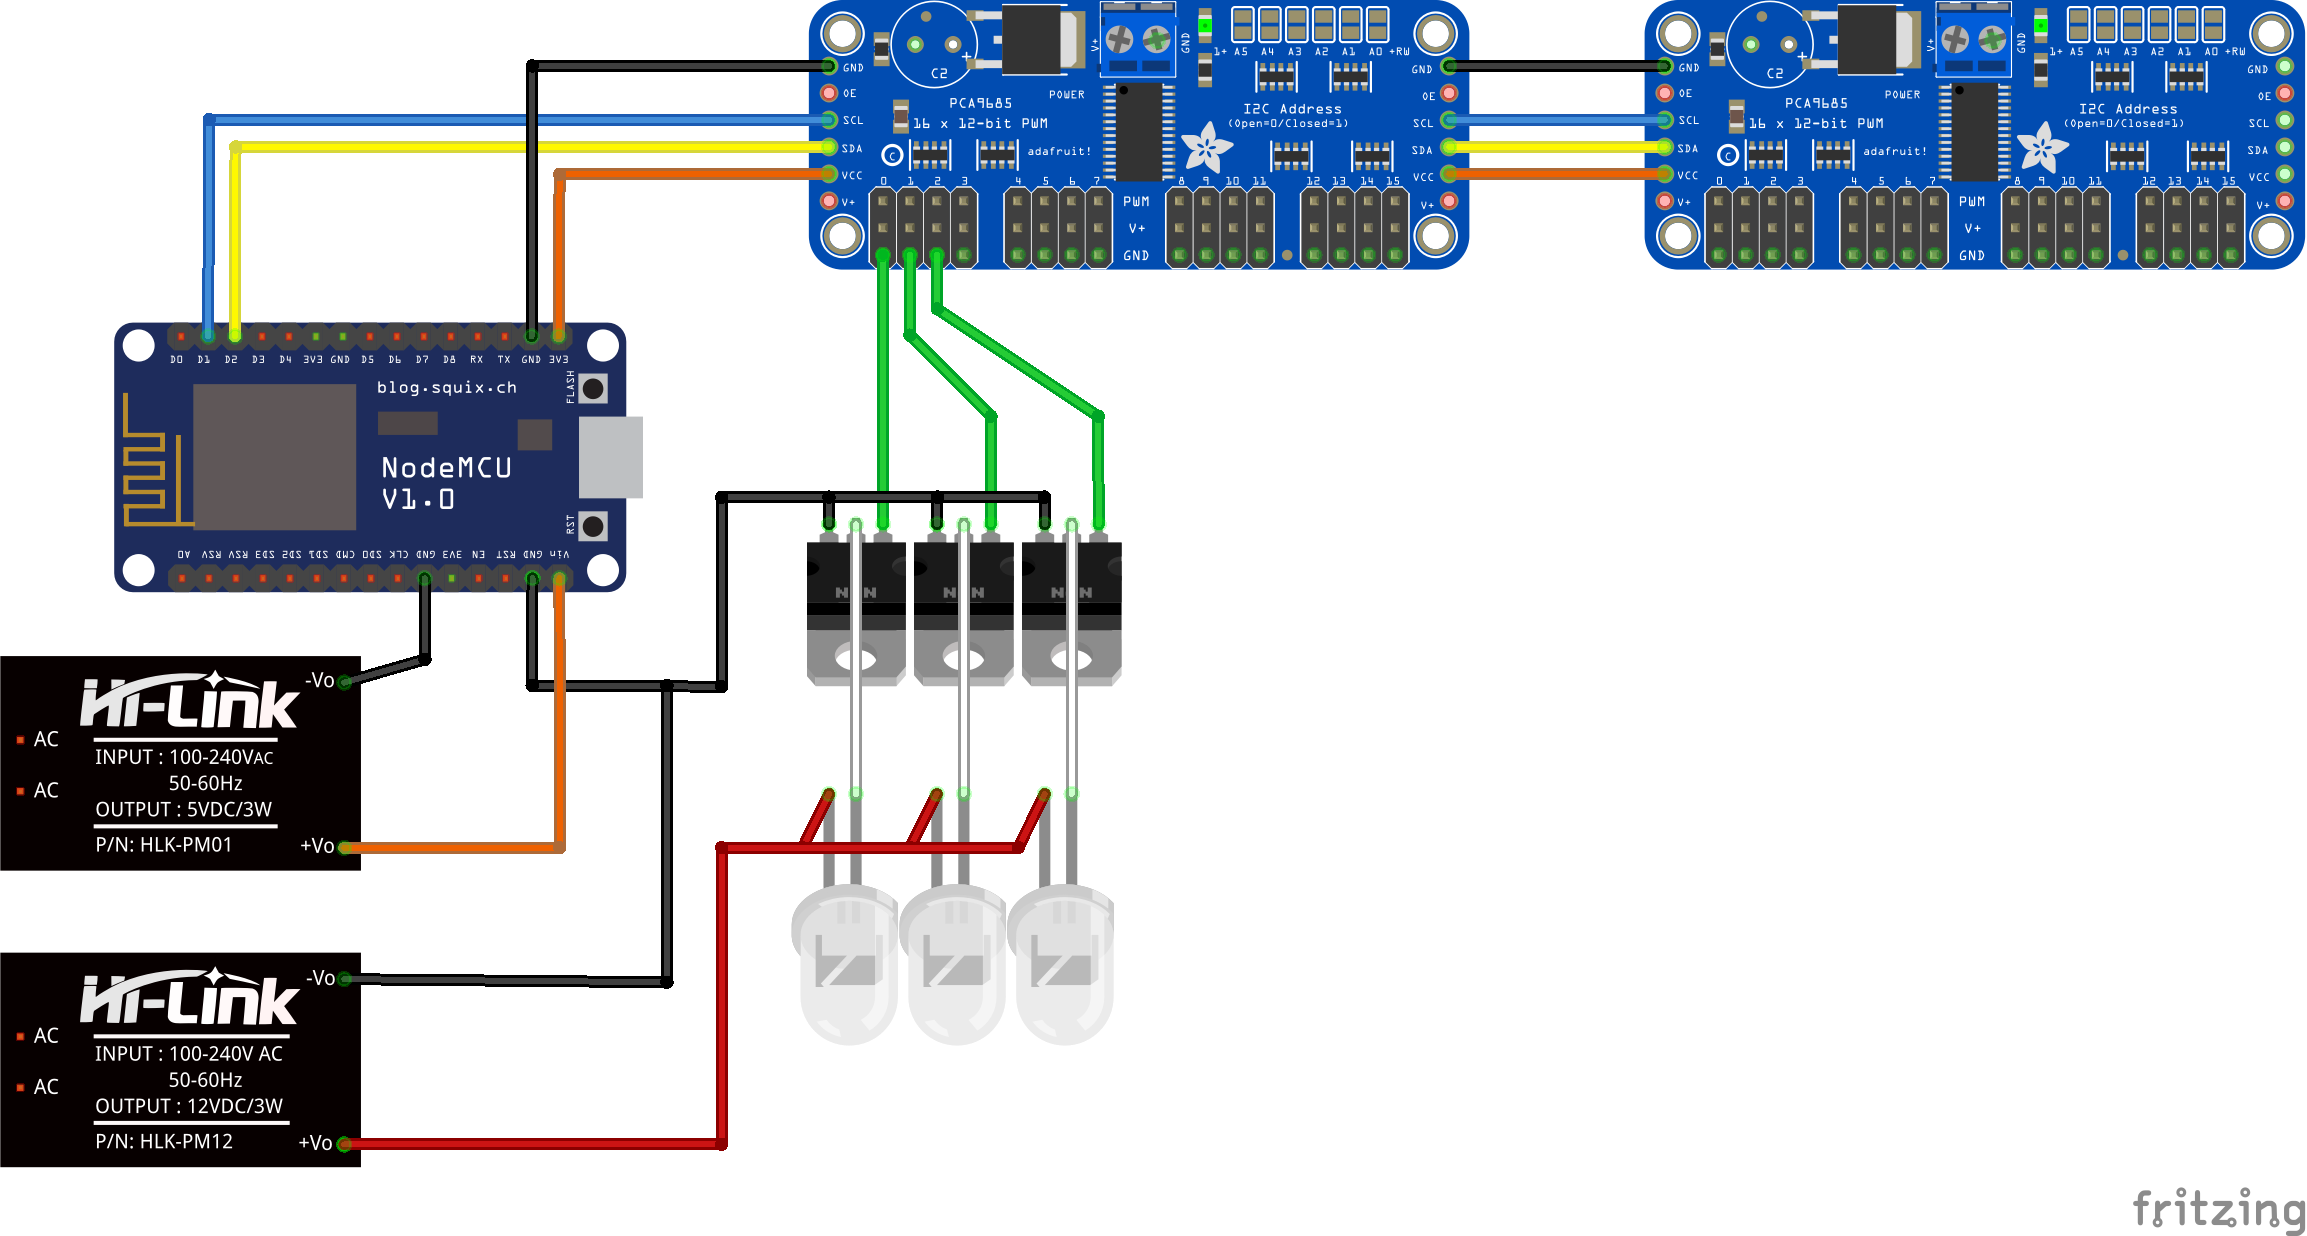 V+
GND
1+ A5 A4 A3 A2 A1 A0 +RW
C2
+
POWER
GND
OE
SCL
SDA
VCC
V+
PCA9685
16 x 12-bit PWM
C
adafruit!
I2C Address
(Open=0/Closed=1)
GND
OE
SCL
SDA
VCC
V+
0 1 2 3 4 5 6 7 8 9 10 11 12 13 14 15
PWM
V+
GND
V+
GND
1+ A5 A4 A3 A2 A1 A0 +RW
C2
+
POWER
GND
OE
SCL
SDA
VCC
V+
PCA9685
16 x 12-bit PWM
C
adafruit!
I2C Address
(Open=0/Closed=1)
GND
OE
SCL
SDA
VCC
V+
0 1 2 3 4 5 6 7 8 9 10 11 12 13 14 15
PWM
V+
GND
D0 D1 D2 D3 D4 3V3 GND D5 D6 D7 D8 RX TX GND 3V3
blog.squix.ch
FLASH
NodeMCU
V1.0
RST
A0 RSV RSV SD3 SD2 SD1 CMD SD0 CLK GND 3V3 EN RST GND Vin
Hi-Link
-Vo
AC
INPUT : 100-240VAC
50-60Hz
AC
OUTPUT : 5VDC/3W
P/N: HLK-PM01
+Vo
Hi-Link
-Vo
AC
INPUT : 100-240V AC
50-60Hz
AC
OUTPUT : 12VDC/3W
P/N: HLK-PM12
+Vo
fritzing